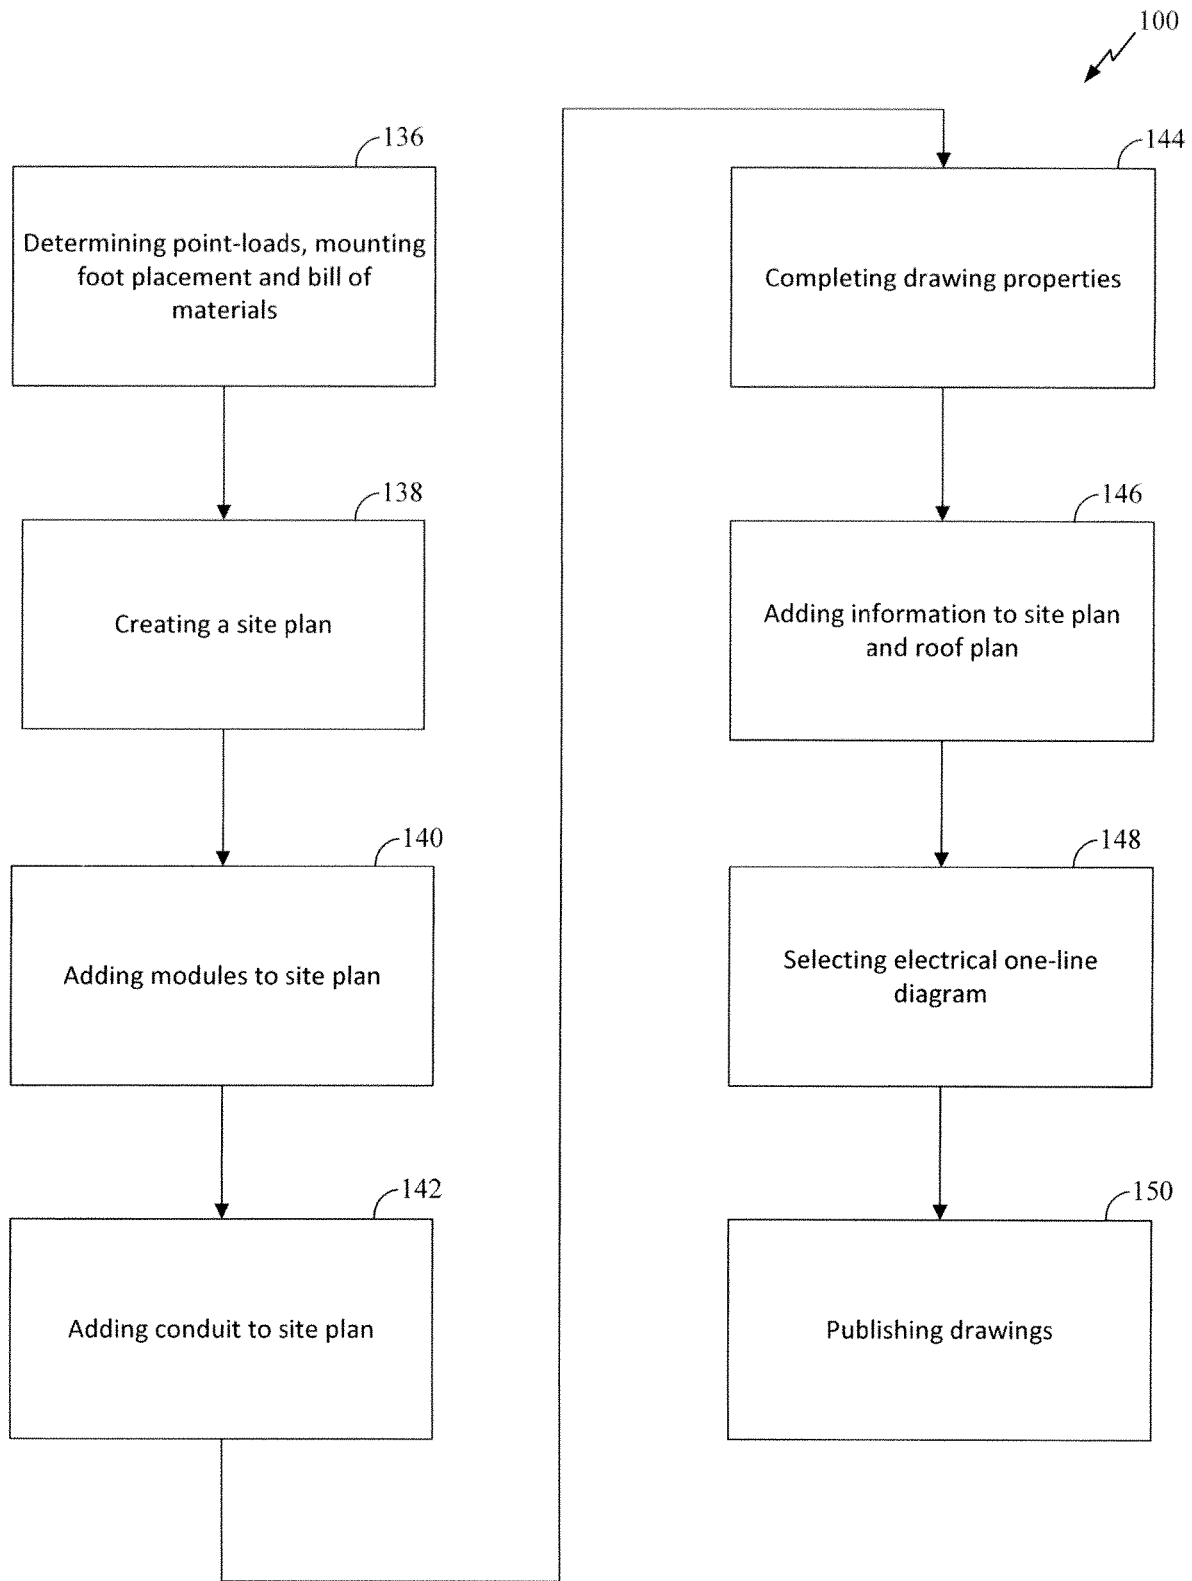 100
136
Determining point-loads, mounting
foot placement and bill of
materials
138
Creating a site plan
140
Adding modules to site plan
142
Adding conduit to site plan
144
Completing drawing properties
146
Adding information to site plan
and roof plan
148
Selecting electrical one-line
diagram
150
Publishing drawings